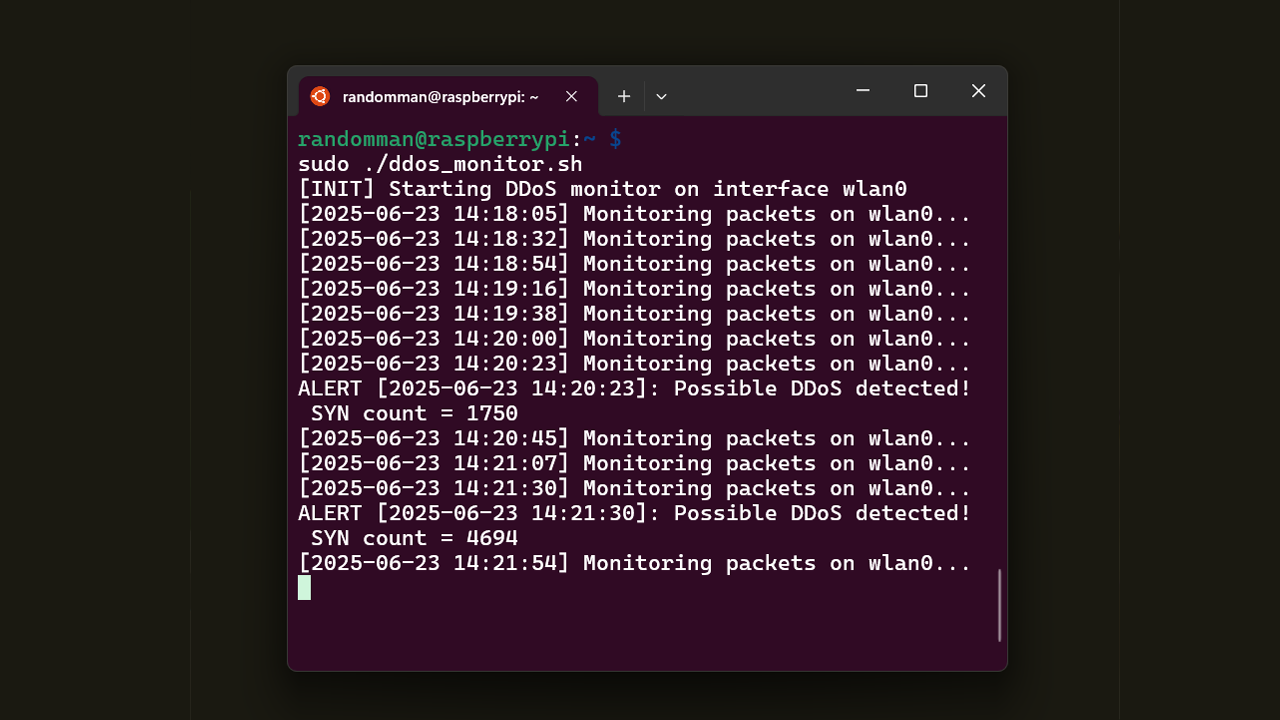 randomman@raspberrypi: ~
randomman@raspberrypi:~ $
sudo ./ddos_monitor.sh
[INIT] Starting DDoS monitor on interface wlan0
[2025-06-23 14:18:05] Monitoring packets on wlan0...
[2025-06-23 14:18:32] Monitoring packets on wlan0...
[2025-06-23 14:18:54] Monitoring packets on wlan0...
[2025-06-23 14:19:16] Monitoring packets on wlan0...
[2025-06-23 14:19:38] Monitoring packets on wlan0...
[2025-06-23 14:20:00] Monitoring packets on wlan0...
[2025-06-23 14:20:23] Monitoring packets on wlan0...
ALERT [2025-06-23 14:20:23]: Possible DDoS detected!
 SYN count = 1750
[2025-06-23 14:20:45] Monitoring packets on wlan0...
[2025-06-23 14:21:07] Monitoring packets on wlan0...
[2025-06-23 14:21:30] Monitoring packets on wlan0...
ALERT [2025-06-23 14:21:30]: Possible DDoS detected!
 SYN count = 4694
[2025-06-23 14:21:54] Monitoring packets on wlan0...